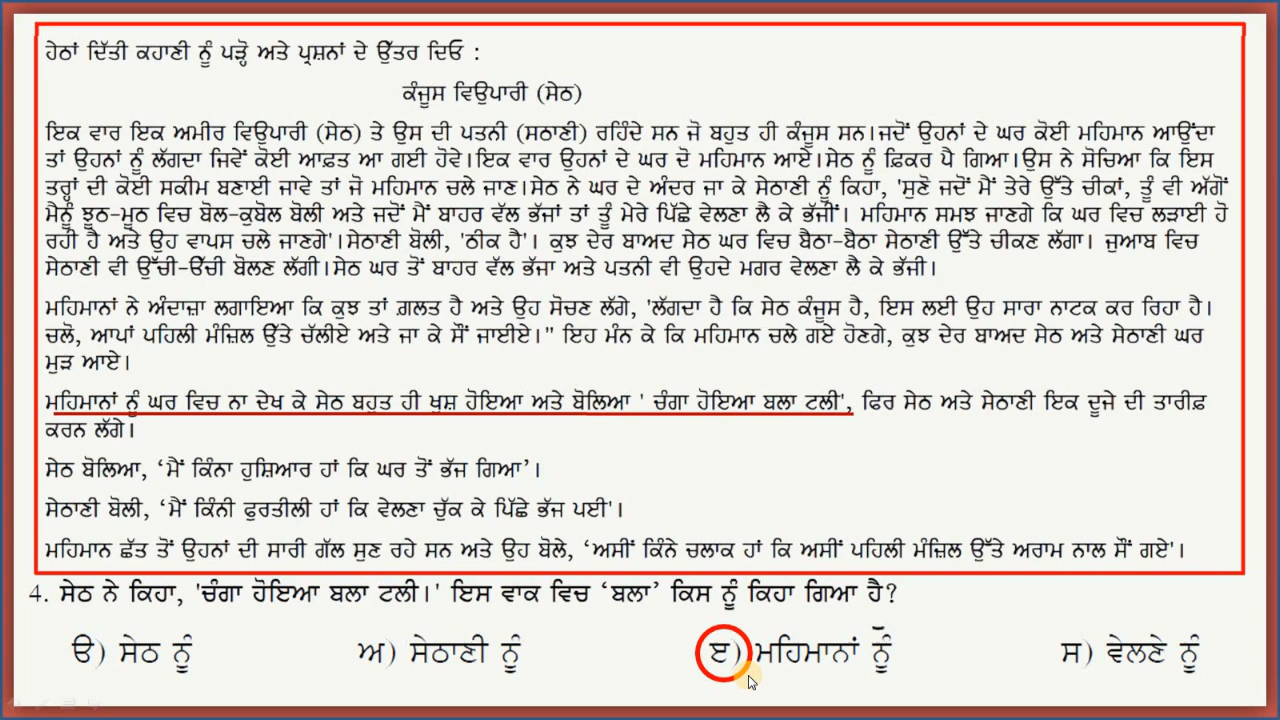 ਹੇਠਾਂ ਦਿੱਤੀ ਕਹਾਣੀ ਨੂੰ ਪੜ੍ਹੋ ਅਤੇ ਪ੍ਰਸ਼ਨਾਂ ਦੇ ਉੱਤਰ ਦਿਓ :
ਕੰਜੂਸ ਵਿਉਪਾਰੀ (ਸੇਠ)
ਇਕ ਵਾਰ ਇਕ ਅਮੀਰ ਵਿਉਪਾਰੀ (ਸੇਠ) ਤੇ ਉਸ ਦੀ ਪਤਨੀ (ਸਠਾਣੀ) ਰਹਿੰਦੇ ਸਨ ਜੋ ਬਹੁਤ ਹੀ ਕੰਜੂਸ ਸਨ।ਜਦੋਂ ਉਹਨਾਂ ਦੇ ਘਰ ਕੋਈ ਮਹਿਮਾਨ ਆਉਂਦਾ
ਤਾਂ ਉਹਨਾਂ ਨੂੰ ਲੱਗਦਾ ਜਿਵੇਂ ਕੋਈ ਆਫ਼ਤ ਆ ਗਈ ਹੋਵੇ।ਇਕ ਵਾਰ ਉਹਨਾਂ ਦੇ ਘਰ ਦੋ ਮਹਿਮਾਨ ਆਏ।ਸੇਠ ਨੂੰ ਫ਼ਿਕਰ ਪੈ ਗਿਆ।ਉਸ ਨੇ ਸੋਚਿਆ ਕਿ ਇਸ
ਤਰ੍ਹਾਂ ਦੀ ਕੋਈ ਸਕੀਮ ਬਣਾਈ ਜਾਵੇ ਤਾਂ ਜੋ ਮਹਿਮਾਨ ਚਲੇ ਜਾਣ।ਸੇਠ ਨੇ ਘਰ ਦੇ ਅੰਦਰ ਜਾ ਕੇ ਸੇਠਾਣੀ ਨੂੰ ਕਿਹਾ, 'ਸੁਣੋ ਜਦੋਂ ਮੈਂ ਤੇਰੇ ਉੱਤੇ ਚੀਕਾਂ, ਤੂੰ ਵੀ ਅੱਗੋਂ
ਮੈਨੂੰ ਝੂਠ-ਮੂਠ ਵਿਚ ਬੋਲ-ਕੁਬੋਲ ਬੋਲੀ ਅਤੇ ਜਦੋਂ ਮੈਂ ਬਾਹਰ ਵੱਲ ਭੱਜਾਂ ਤਾਂ ਤੂੰ ਮੇਰੇ ਪਿੱਛੇ ਵੇਲਣਾ ਲੈ ਕੇ ਭੱਜੀਂ। ਮਹਿਮਾਨ ਸਮਝ ਜਾਣਗੇ ਕਿ ਘਰ ਵਿਚ ਲੜਾਈ ਹੋ
ਰਹੀ ਹੈ ਅਤੇ ਉਹ ਵਾਪਸ ਚਲੇ ਜਾਣਗੇ'।ਸੇਠਾਣੀ ਬੋਲੀ, 'ਠੀਕ ਹੈ'। ਕੁਝ ਦੇਰ ਬਾਅਦ ਸੇਠ ਘਰ ਵਿਚ ਬੈਠਾ-ਬੈਠਾ ਸੇਠਾਣੀ ਉੱਤੇ ਚੀਕਣ ਲੱਗਾ। ਜੁਆਬ ਵਿਚ
ਸੇਠਾਣੀ ਵੀ ਉੱਚੀ-ਉੱਚੀ ਬੋਲਣ ਲੱਗੀ।ਸੇਠ ਘਰ ਤੋਂ ਬਾਹਰ ਵੱਲ ਭੱਜਾ ਅਤੇ ਪਤਨੀ ਵੀ ਉਹਦੇ ਮਗਰ ਵੇਲਣਾ ਲੈ ਕੇ ਭੱਜੀ।
ਮਹਿਮਾਨਾਂ ਨੇ ਅੰਦਾਜ਼ਾ ਲਗਾਇਆ ਕਿ ਕੁਝ ਤਾਂ ਗ਼ਲਤ ਹੈ ਅਤੇ ਉਹ ਸੋਚਣ ਲੱਗੇ, 'ਲੱਗਦਾ ਹੈ ਕਿ ਸੇਠ ਕੰਜੂਸ ਹੈ, ਇਸ ਲਈ ਉਹ ਸਾਰਾ ਨਾਟਕ ਕਰ ਰਿਹਾ ਹੈ।
ਚਲੋ, ਆਪਾਂ ਪਹਿਲੀ ਮੰਜ਼ਿਲ ਉੱਤੇ ਚੱਲੀਏ ਅਤੇ ਜਾ ਕੇ ਸੌਂ ਜਾਈਏ।" ਇਹ ਮੰਨ ਕੇ ਕਿ ਮਹਿਮਾਨ ਚਲੇ ਗਏ ਹੋਣਗੇ, ਕੁਝ ਦੇਰ ਬਾਅਦ ਸੇਠ ਅਤੇ ਸੇਠਾਣੀ ਘਰ
ਮੁੜ ਆਏ।
ਮਹਿਮਾਨਾਂ ਨੂੰ ਘਰ ਵਿਚ ਨਾ ਦੇਖ ਕੇ ਸੇਠ ਬਹੁਤ ਹੀ ਖੁਸ਼ ਹੋਇਆ ਅਤੇ ਬੋਲਿਆ ' ਚੰਗਾ ਹੋਇਆ ਬਲਾ ਟਲੀ', ਫਿਰ ਸੇਠ ਅਤੇ ਸੇਠਾਣੀ ਇਕ ਦੂਜੇ ਦੀ ਤਾਰੀਫ਼
ਕਰਨ ਲੱਗੇ।
ਸੇਠ ਬੋਲਿਆ, ‘ਮੈਂ ਕਿੰਨਾ ਹੁਸ਼ਿਆਰ ਹਾਂ ਕਿ ਘਰ ਤੋਂ ਭੱਜ ਗਿਆ’।
ਸੇਠਾਣੀ ਬੋਲੀ, ‘ਮੈਂ ਕਿੰਨੀ ਫੁਰਤੀਲੀ ਹਾਂ ਕਿ ਵੇਲਣਾ ਚੁੱਕ ਕੇ ਪਿੱਛੇ ਭੱਜ ਪਈ'।
ਮਹਿਮਾਨ ਛੱਤ ਤੋਂ ਉਹਨਾਂ ਦੀ ਸਾਰੀ ਗੱਲ ਸੁਣ ਰਹੇ ਸਨ ਅਤੇ ਉਹ ਬੋਲੇ, ‘ਅਸੀਂ ਕਿੰਨੇ ਚਲਾਕ ਹਾਂ ਕਿ ਅਸੀਂ ਪਹਿਲੀ ਮੰਜ਼ਿਲ ਉੱਤੇ ਅਰਾਮ ਨਾਲ ਸੌਂ ਗਏ'।
4. ਸੇਠ ਨੇ ਕਿਹਾ, 'ਚੰਗਾ ਹੋਇਆ ਬਲਾ ਟਲੀ।' ਇਸ ਵਾਕ ਵਿਚ ‘ਬਲਾ’ ਕਿਸ ਨੂੰ ਕਿਹਾ ਗਿਆ ਹੈ?
ੳ) ਸੇਠ ਨੂੰ ਅ) ਸੇਠਾਣੀ ਨੂੰ ੲ) ਮਹਿਮਾਨਾਂ ਨੂੰ ਸ) ਵੇਲਣੇ ਨੂੰ